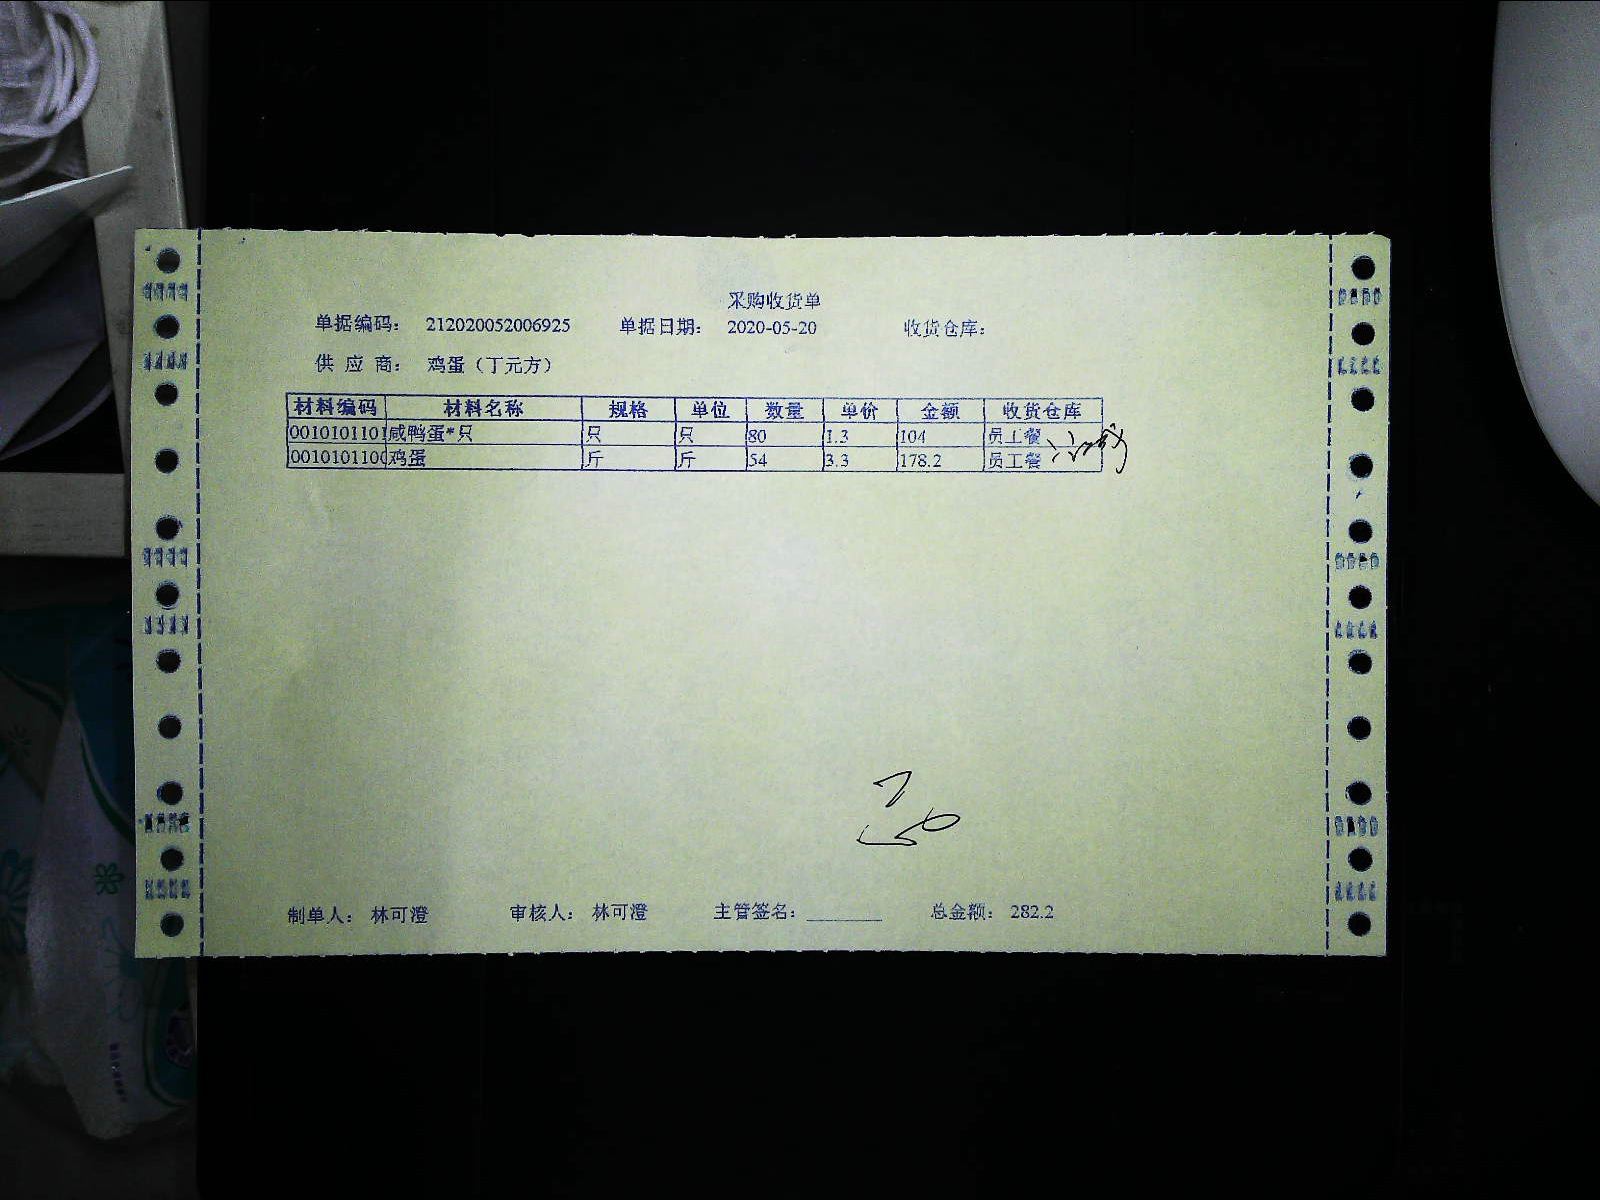 采购收货单
单据编码: 212020052006925 单据日期: 2020-05-20 收货仓库:
供 应 商: 鸡蛋(丁元方)
材料编码 材料名称 规格 单位 数量 单价 金额 收货仓库
0010101101 咸鸭蛋*只 只 只 80 1.3 104 员工餐
001010110 鸡蛋 斤 斤 54 3.3 178.2 员工餐
制单人: 林可澄 审核人: 林可澄 主管签名: 总金额: 282.2